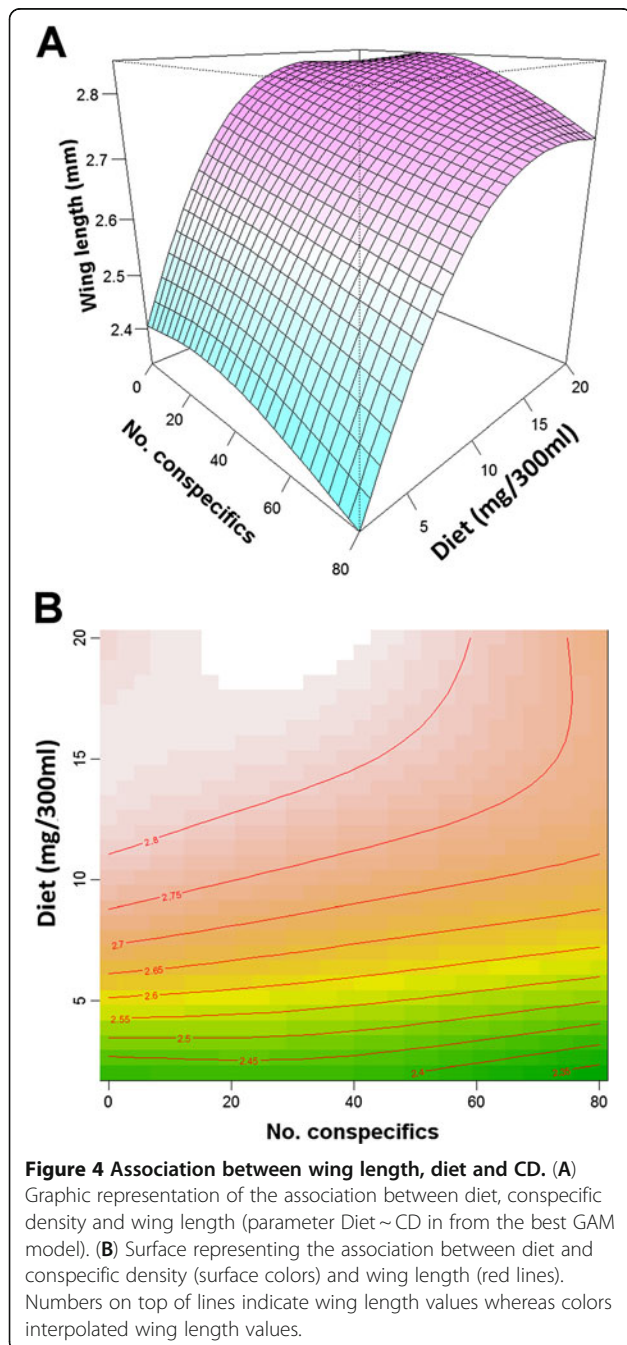 A
Wing length (mm)
2.8
2.7
2.6
2.5
2.4
0
20
40
60
80
No. conspecifics
20
15
10
5
Diet (mg/300ml)
B
Diet (mg/300ml)
20
15
10
5
2.8
2.75
2.7
2.65
2.6
2.55
2.5
2.45
2.4
0
20
40
60
80
No. conspecifics
Figure 4 Association between wing length, diet and CD. (A)
Graphic representation of the association between diet, conspecific
density and wing length (parameter Diet ~ CD in from the best GAM
model). (B) Surface representing the association between diet and
conspecific density (surface colors) and wing length (red lines).
Numbers on top of lines indicate wing length values whereas colors
interpolated wing length values.